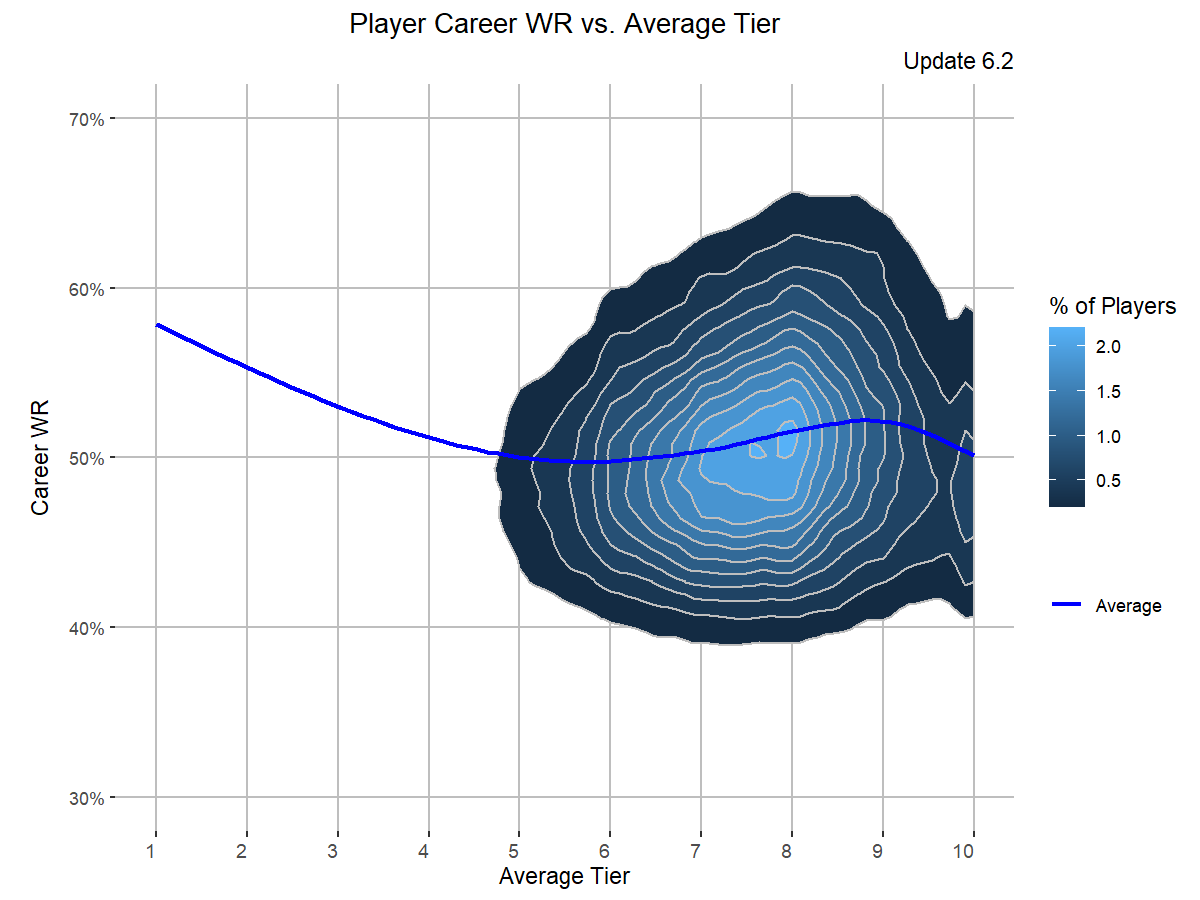 Player Career WR vs. Average Tier
Update 6.2
70%
60%
50%
40%
30%
Career WR
1 2 3 4 5 6 7 8 9 10
Average Tier
% of Players
2.0
1.5
1.0
0.5
Average